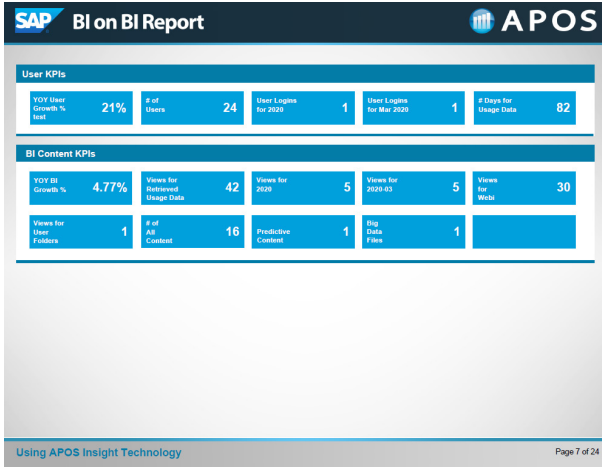 SAP BI on BI Report APOS
User KPIs
YOY User
Growth %
test
21%
# of
Users
24
User Logins
for 2020
1
User Logins
for Mar 2020
1
# Days for
Usage Data
82
BI Content KPIs
YOY BI
Growth %
4.77%
Views for
Retrieved
Usage Data
42
Views for
2020
5
Views for
2020-03
5
Views
for
Webi
30
Views for
User
Folders
1
# of
All
Content
16
Predictive
Content
1
Big
Data
Files
1
Using APOS Insight Technology Page 7 of 24